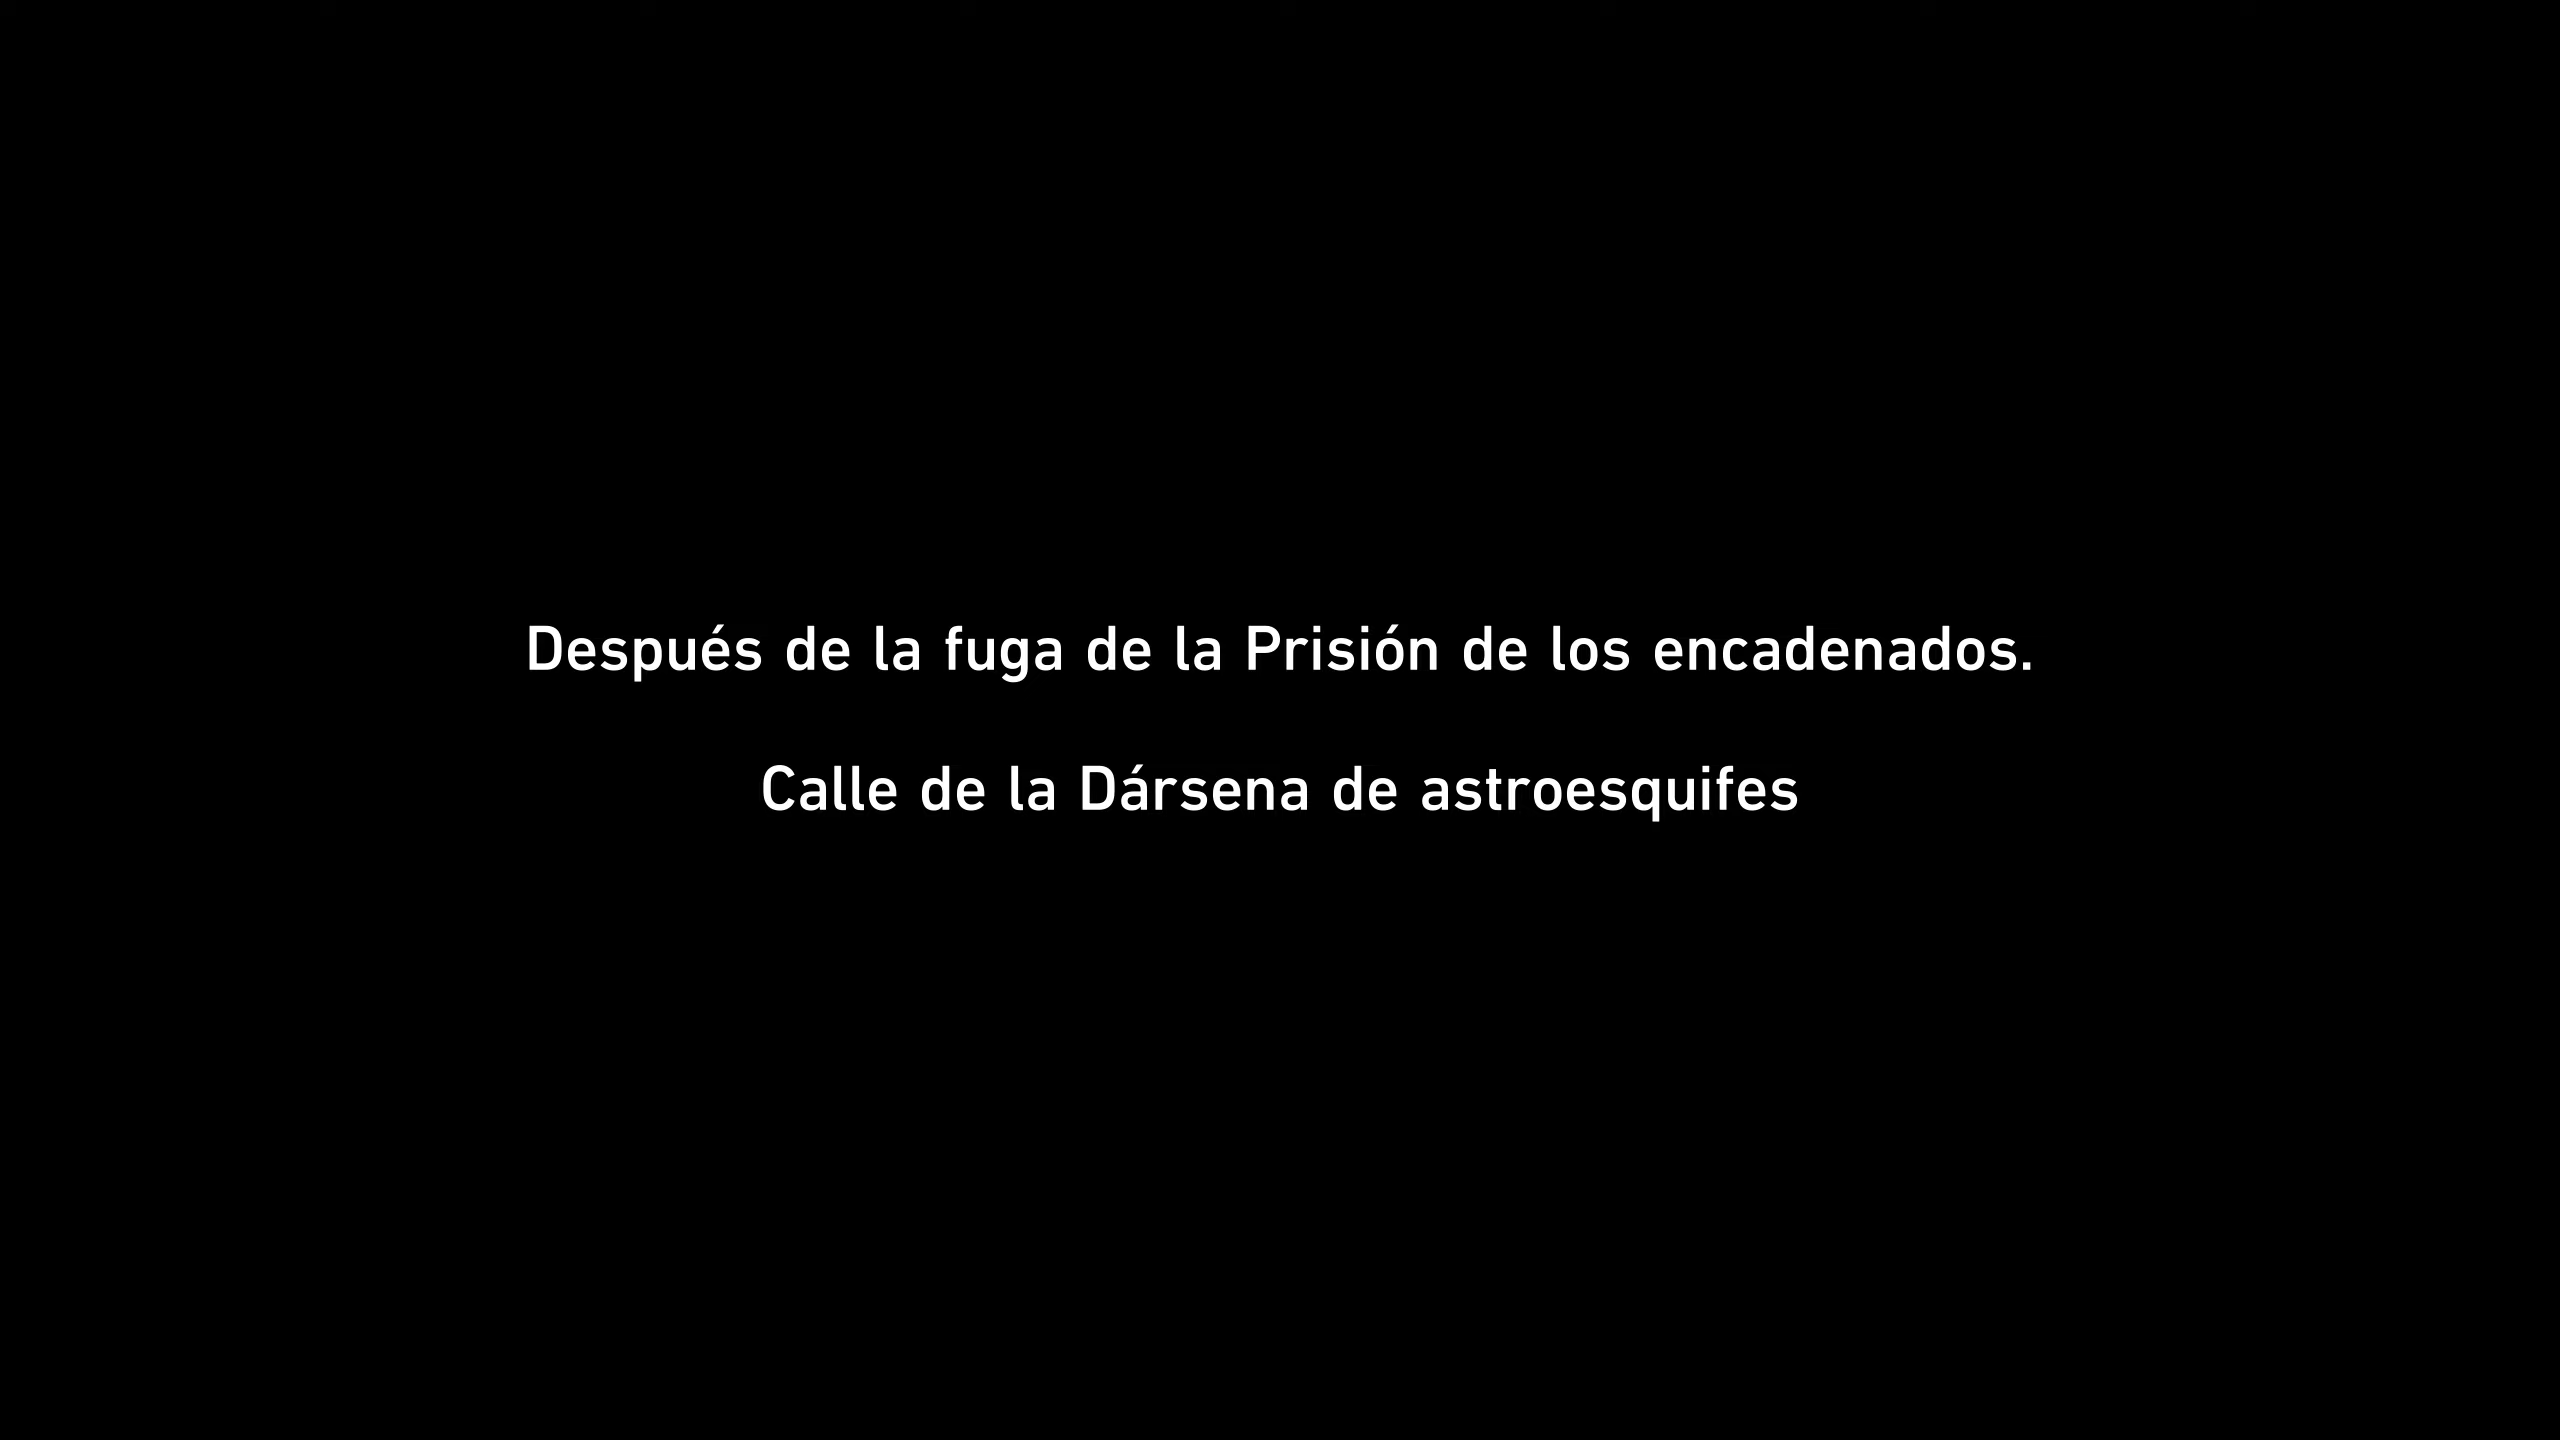 Después de la fuga de la Prisión de los encadenados.
Calle de la Dársena de astroesquifes